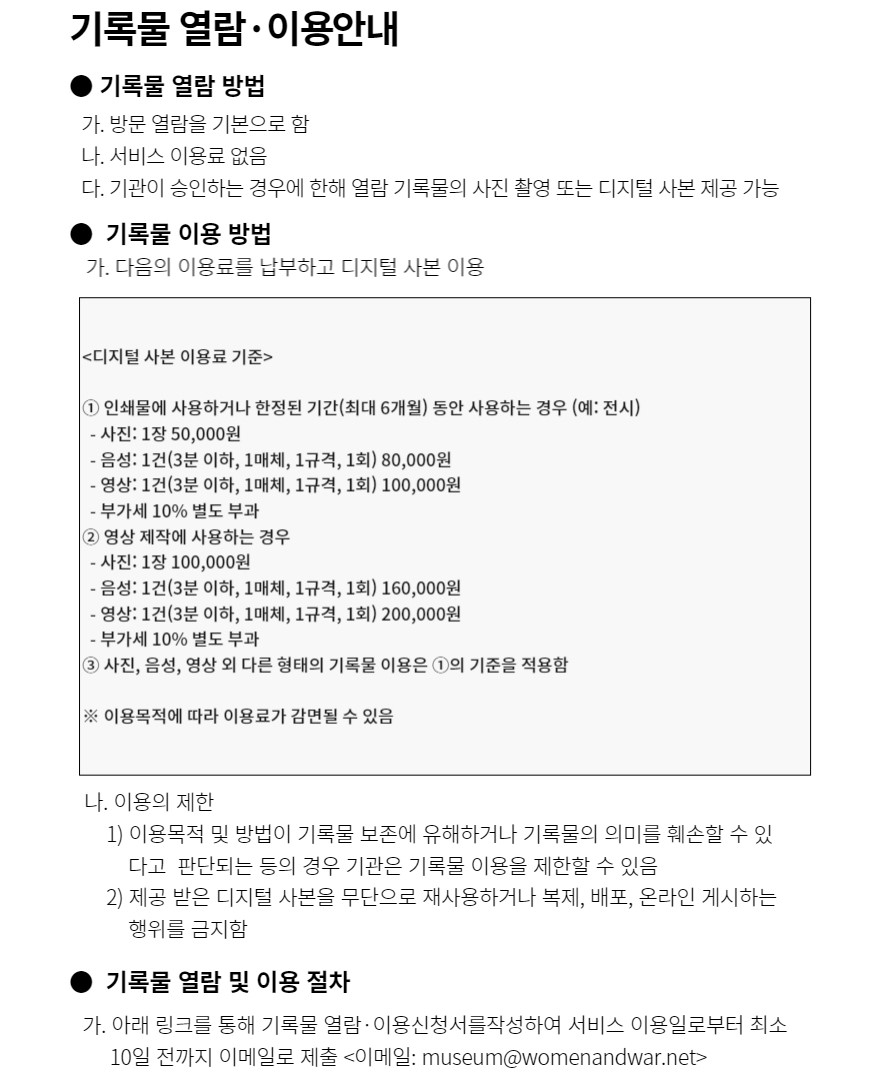 기록물 열람·이용안내
● 기록물 열람 방법
가. 방문 열람을 기본으로 함
나. 서비스 이용료 없음
다. 기관이 승인하는 경우에 한해 열람 기록물의 사진 촬영 또는 디지털 사본 제공 가능
● 기록물 이용 방법
가. 다음의 이용료를 납부하고 디지털 사본 이용
<디지털 사본 이용료 기준>
① 인쇄물에 사용하거나 한정된 기간(최대 6개월) 동안 사용하는 경우 (예: 전시)
- 사진: 1장 50,000원
- 음성: 1건(3분 이하, 1매체, 1규격, 1회) 80,000원
- 영상: 1건(3분 이하, 1매체, 1규격, 1회) 100,000원
- 부가세 10% 별도 부과
② 영상 제작에 사용하는 경우
- 사진: 1장 100,000원
- 음성: 1건(3분 이하, 1매체, 1규격, 1회) 160,000원
- 영상: 1건(3분 이하, 1매체, 1규격, 1회) 200,000원
- 부가세 10% 별도 부과
③ 사진, 음성, 영상 외 다른 형태의 기록물 이용은 ①의 기준을 적용함
※ 이용목적에 따라 이용료가 감면될 수 있음
나. 이용의 제한
1) 이용목적 및 방법이 기록물 보존에 유해하거나 기록물의 의미를 훼손할 수 있
다고 판단되는 등의 경우 기관은 기록물 이용을 제한할 수 있음
2) 제공 받은 디지털 사본을 무단으로 재사용하거나 복제, 배포, 온라인 게시하는
행위를 금지함
● 기록물 열람 및 이용 절차
가. 아래 링크를 통해 기록물 열람·이용신청서를작성하여 서비스 이용일로부터 최소
10일 전까지 이메일로 제출 <이메일: museum@womenandwar.net>